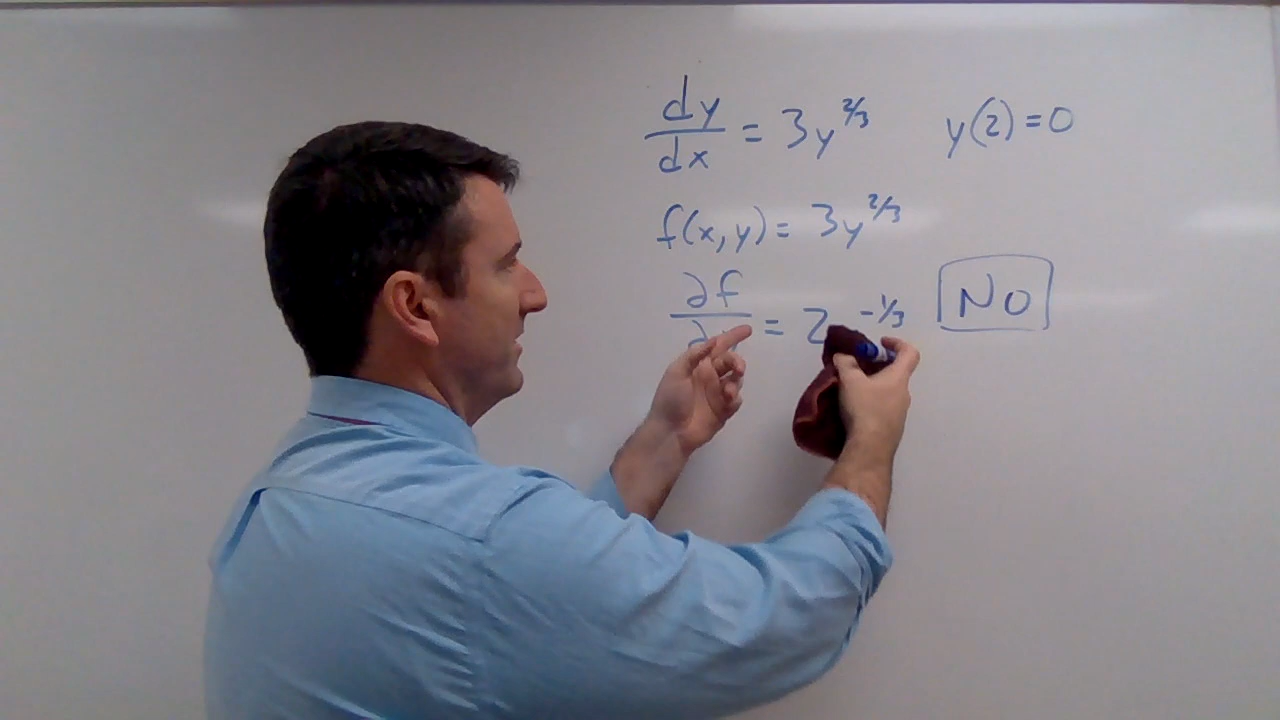 dy/dx = 3y^2/3 y(2)=0
f(x,y)= 3y^2/3
∂f/∂y = 2 ^-1/3 No